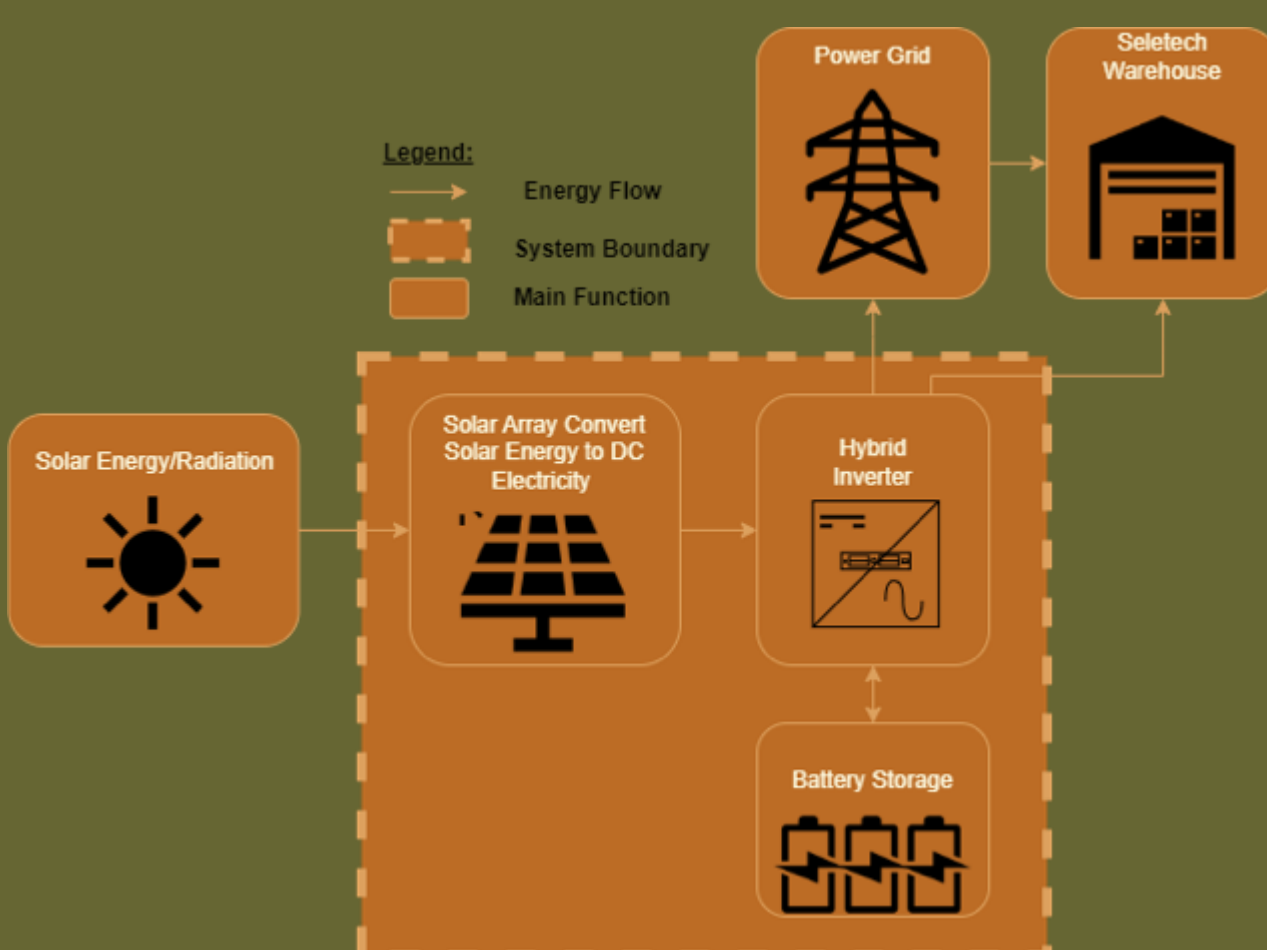 Power Grid
Seletech
Warehouse
Legend:
Energy Flow
System Boundary
Main Function
Solar Energy/Radiation
Solar Array Convert
Solar Energy to DC
Electricity
Hybrid
Inverter
Battery Storage